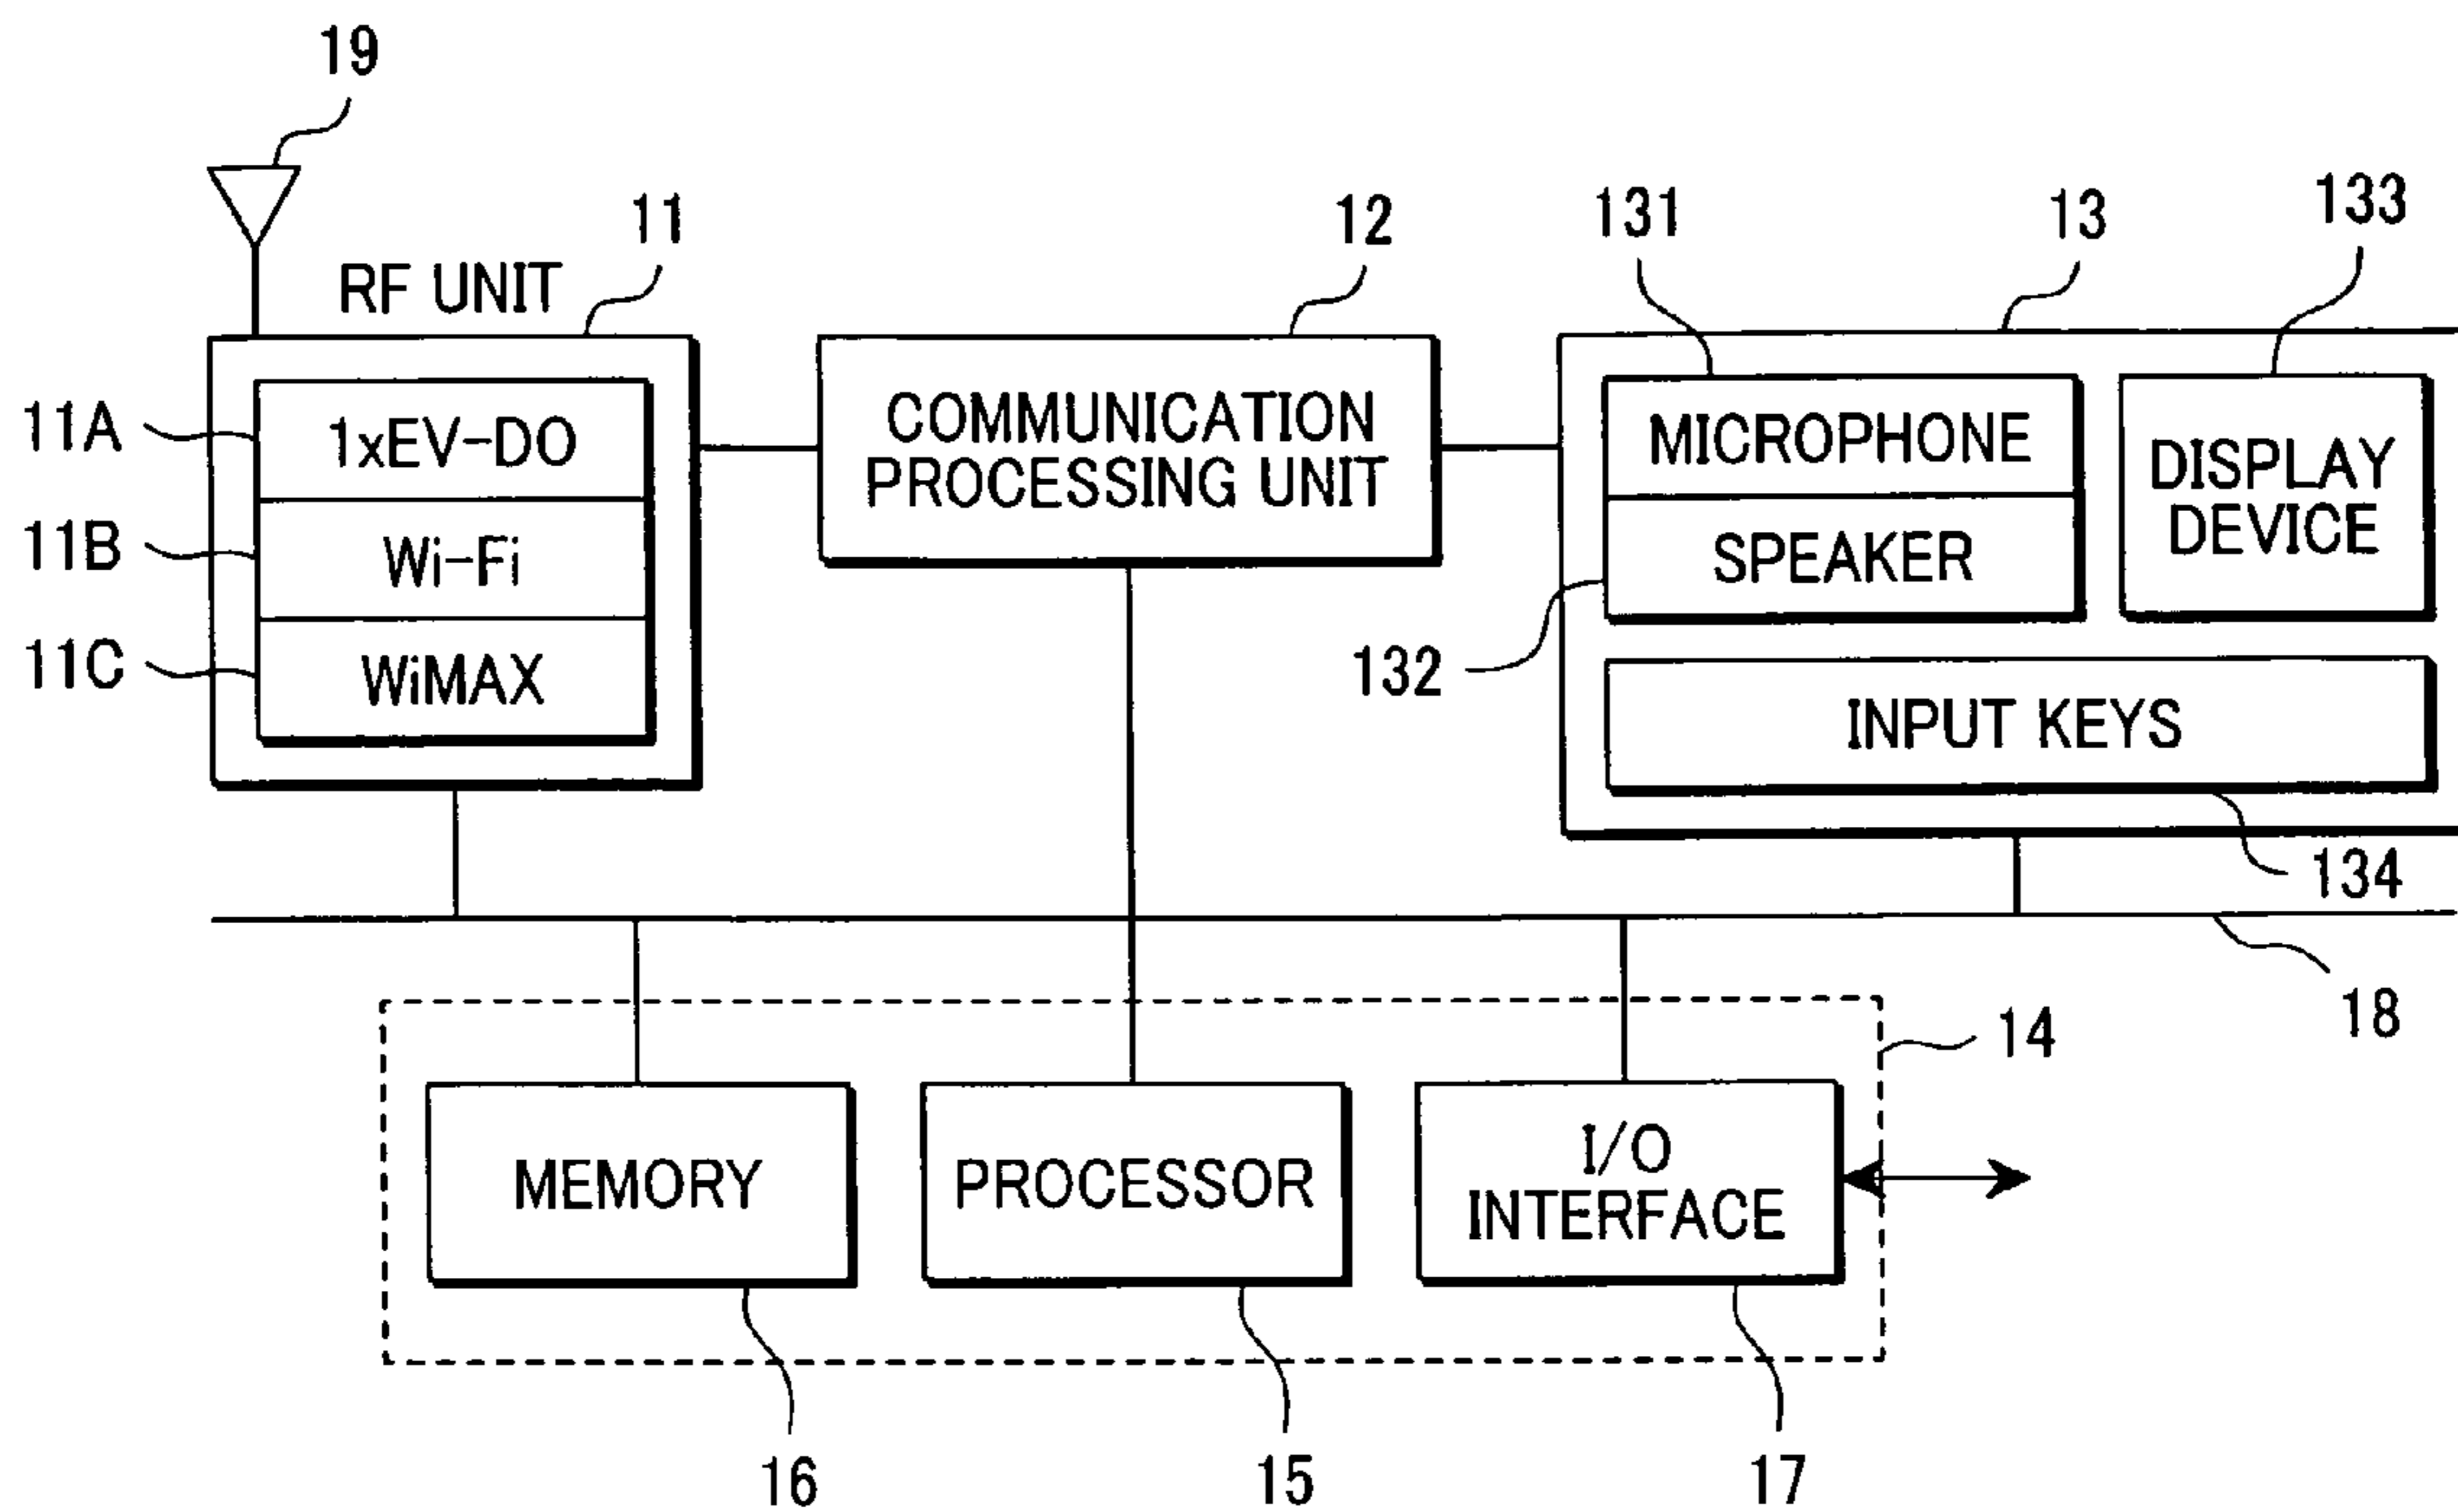 19
11
12
131
13
133
RF UNIT
11A
1xEV-DO
COMMUNICATION
PROCESSING UNIT
MICROPHONE
DISPLAY
DEVICE
11B
Wi-Fi
SPEAKER
11C
WiMAX
132
INPUT KEYS
134
18
14
MEMORY
PROCESSOR
I/O
INTERFACE
16
15
17